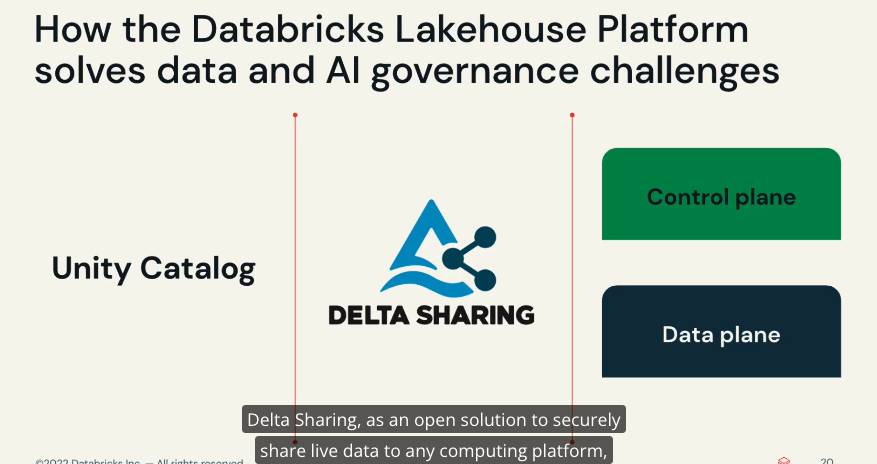 How the Databricks Lakehouse Platform
solves data and AI governance challenges
Unity Catalog
DELTA SHARING
Control plane
Data plane
Delta Sharing, as an open solution to securely
share live data to any computing platform,
©2022 Databricks Inc. — All rights reserved
20